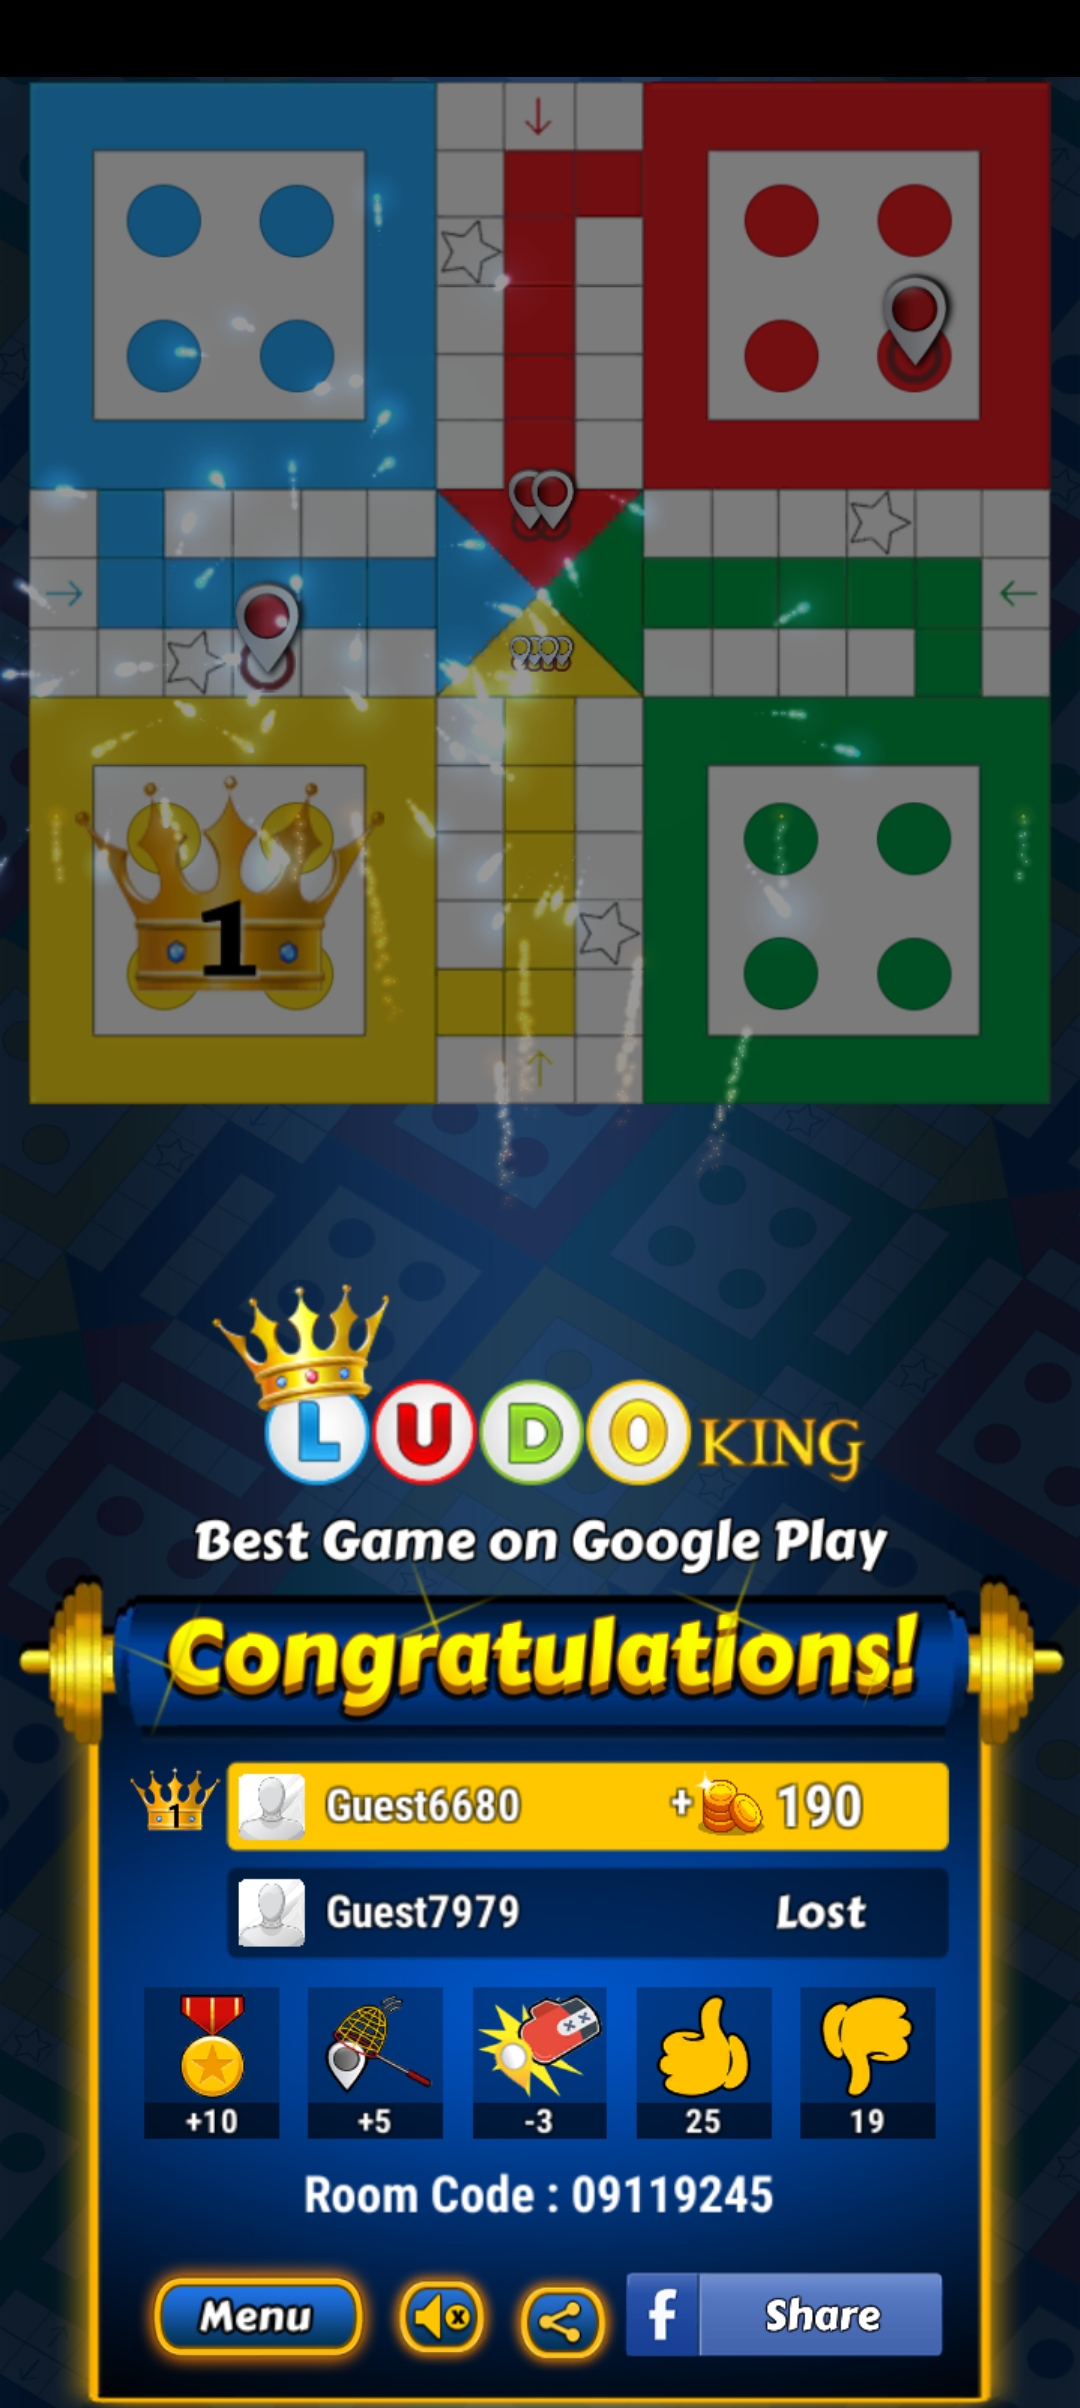 1
LUDO KING
Best Game on Google Play
Congratulations!
1 Guest6680 + 190
Guest7979 Lost
+10 +5 -3 25 19
Room Code : 09119245
Menu x f Share